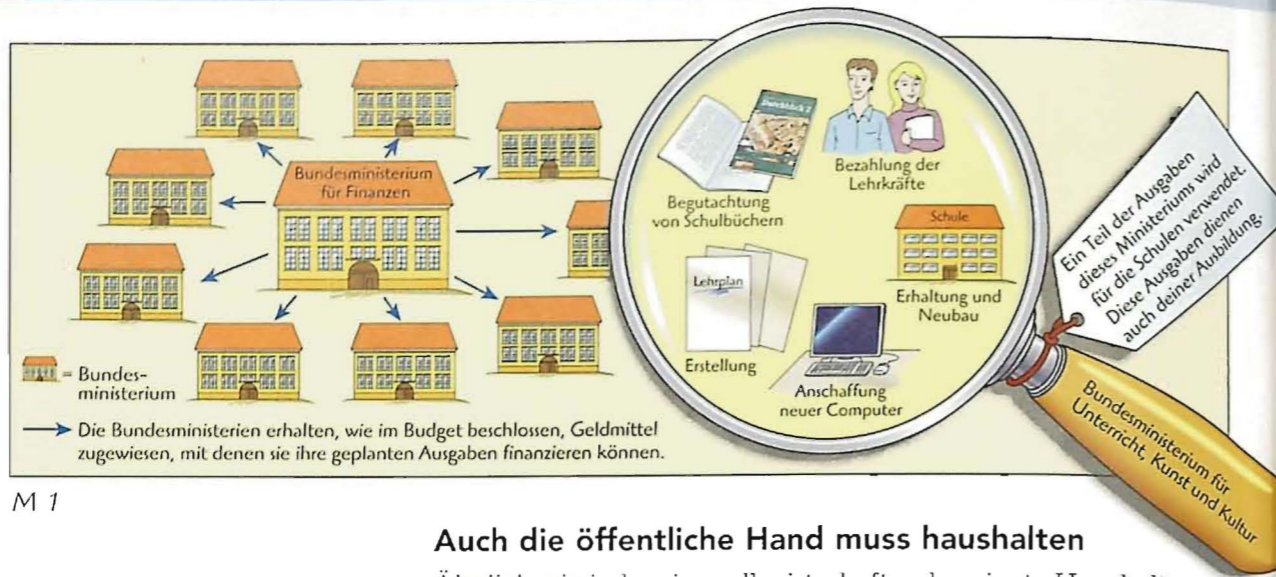 Bundesministerium
für Finanzen
= Bundes-
ministerium
Die Bundesministerien erhalten, wie im Budget beschlossen, Geldmittel
zugewiesen, mit denen sie ihre geplanten Ausgaben finanzieren können.
Durchblick 2
Begutachtung
von Schulbüchern
Bezahlung der
Lehrkräfte
Lehrplan
Erstellung
Schule
Erhaltung und
Neubau
Anschaffung
neuer Computer
Ein Teil der Ausgaben
dieses Ministeriums wird
für die Schulen verwendet.
Diese Ausgaben dienen
auch deiner Ausbildung.
Bundesministerium für
Unterricht, Kunst und Kultur
M 1
Auch die öffentliche Hand muss haushalten